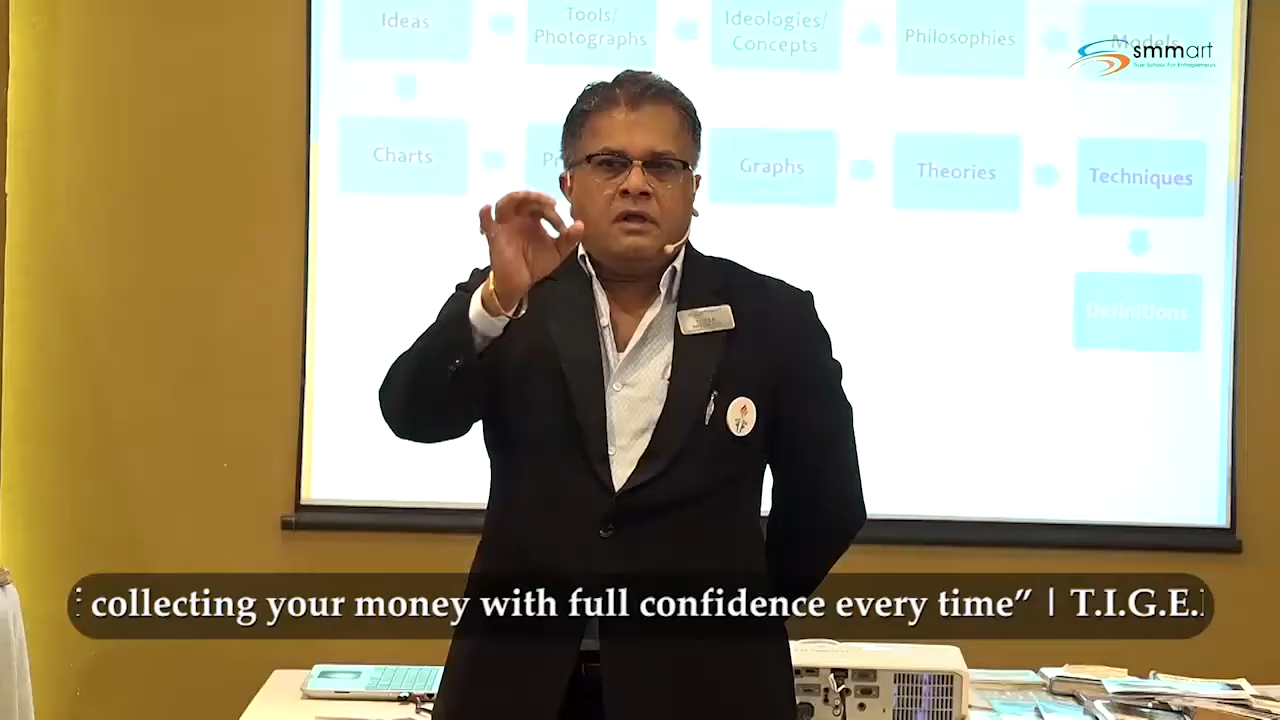 Ideas
Tools/
Photographs
Ideologies/
Concepts
Philosophies
Models
smmart
True School For Entrepreneurs
Charts
Graphs
Theories
Techniques
Definitions
collecting your money with full confidence every time” | T.I.G.E.